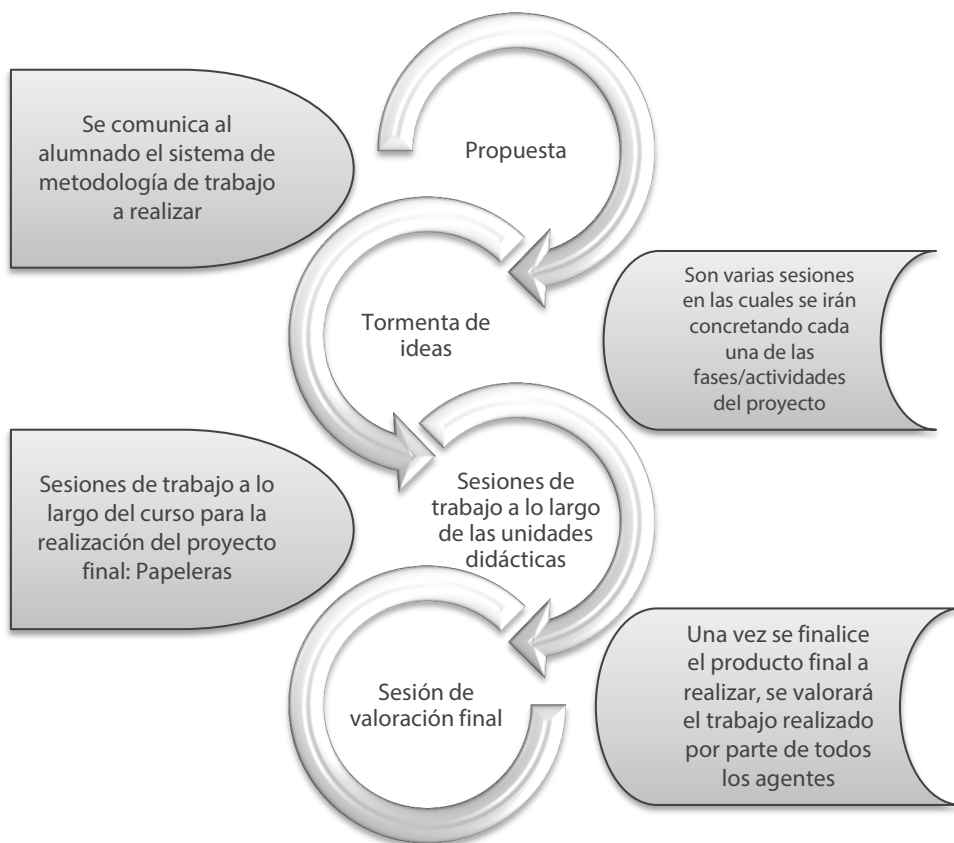 Se comunica al
alumnado el sistema de
metodología de trabajo
a realizar
Propuesta
Tormenta de
ideas
Son varias sesiones
en las cuales se irán
concretando cada
una de las
fases/actividades
del proyecto
Sesiones de trabajo a lo
largo del curso para la
realización del proyecto
final: Papeleras
Sesiones de
trabajo a lo largo
de las unidades
didácticas
Sesión de
valoración final
Una vez se finalice
el producto final a
realizar, se valorará
el trabajo realizado
por parte de todos
los agentes